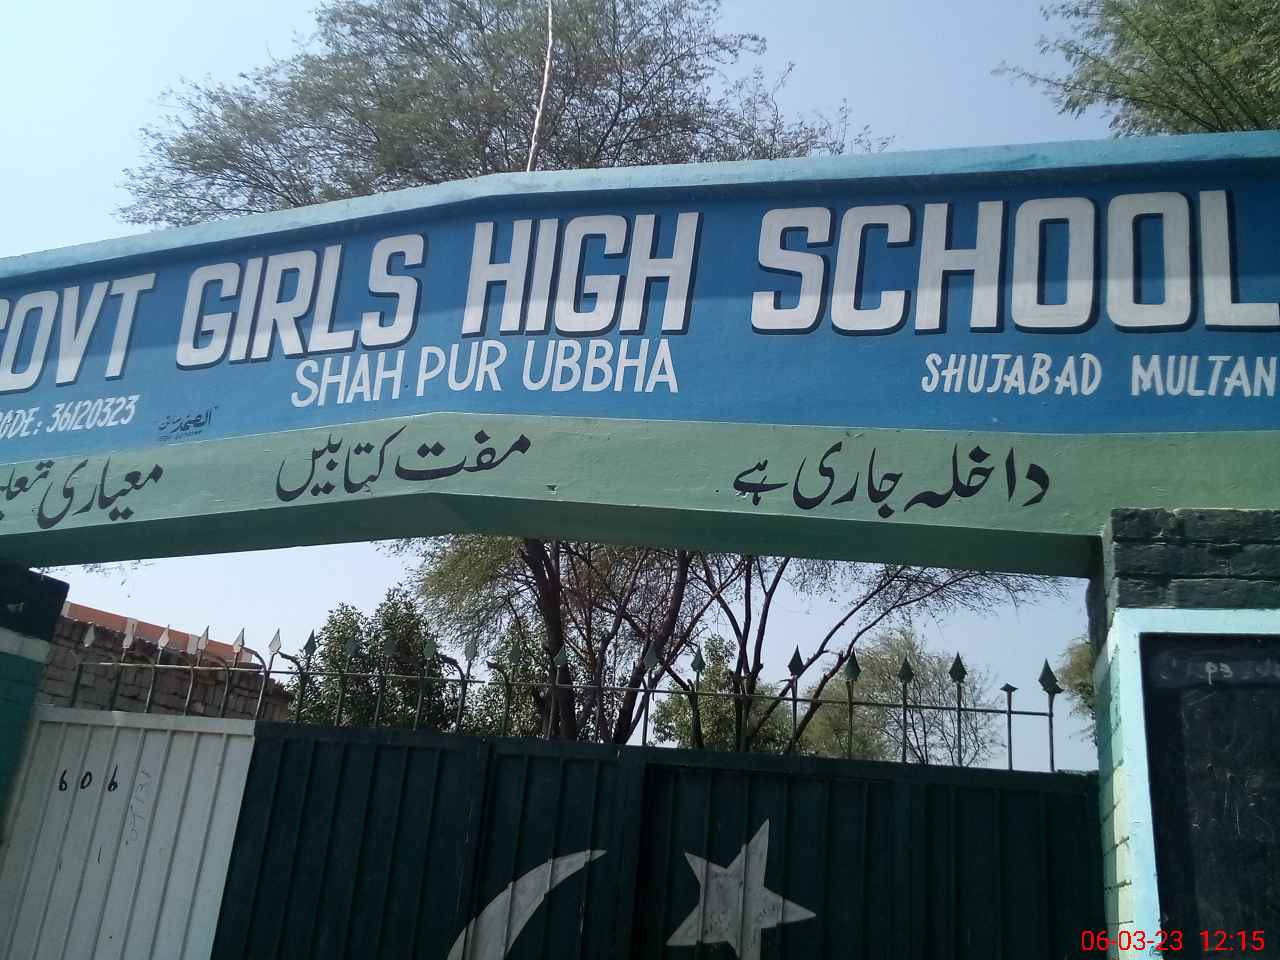 GOVT GIRLS HIGH SCHOOL
SHAH PUR UBBHA
SHUJABAD MULTAN
CODE: 36120323
داخلہ جاری ہے
مفت کتابیں
معیاری
606
06-03-23 12:15